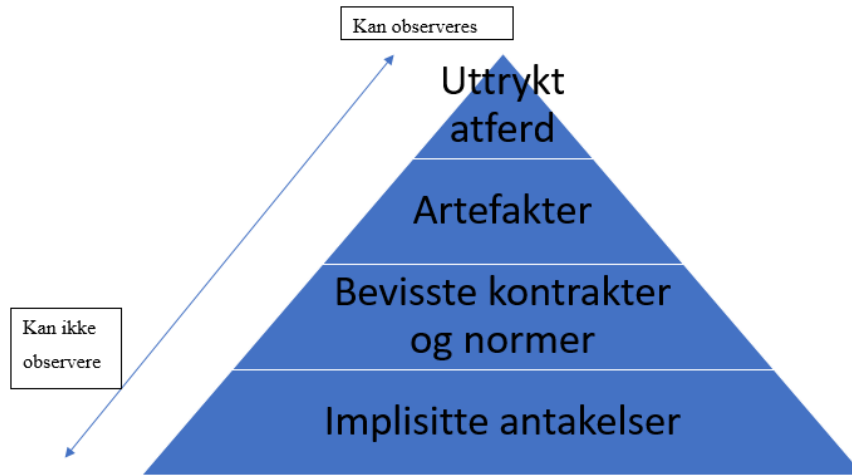 Kan observeres
Uttrykt
atferd
Artefakter
Bevisste kontrakter
og normer
Kan ikke
observere
Implisitte antakelser